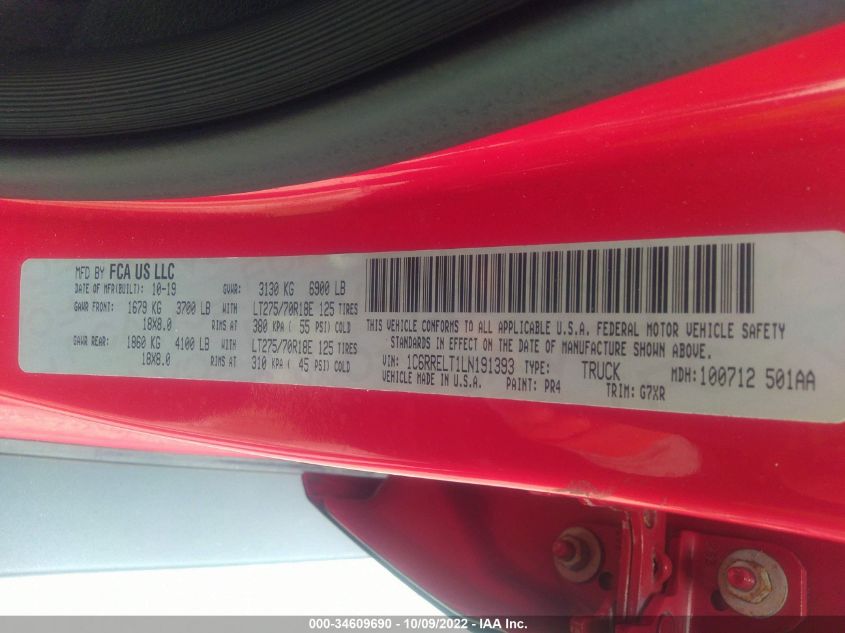 MFD BY FCA US LLC
DATE OF MFR(BUILT): 10-19 GVWR: 3130 KG 6900 LB
GAWR FRONT: 1679 KG 3700 LB WITH LT275/70R18E 125 TIRES
18X8.0 RIMS AT 380 KPA ( 55 PSI) COLD
GAWR REAR: 1860 KG 4100 LB WITH LT275/70R18E 125 TIRES
18X8.0 RIMS AT 310 KPA ( 45 PSI) COLD
THIS VEHICLE CONFORMS TO ALL APPLICABLE U.S.A. FEDERAL MOTOR VEHICLE SAFETY
STANDARDS IN EFFECT ON THE DATE OF MANUFACTURE SHOWN ABOVE.
VIN: 1C6RRELT1LN191393 TYPE: TRUCK MDH: 100712 501AA
VEHICLE MADE IN U.S.A. PAINT: PR4 TRIM: G7XR
000-34609690 - 10/09/2022 - IAA Inc.